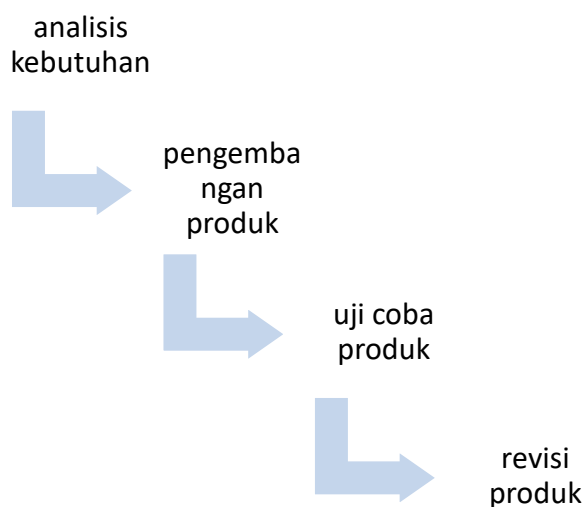 analisis
kebutuhan
pengemba
ngan
produk
uji coba
produk
revisi
produk